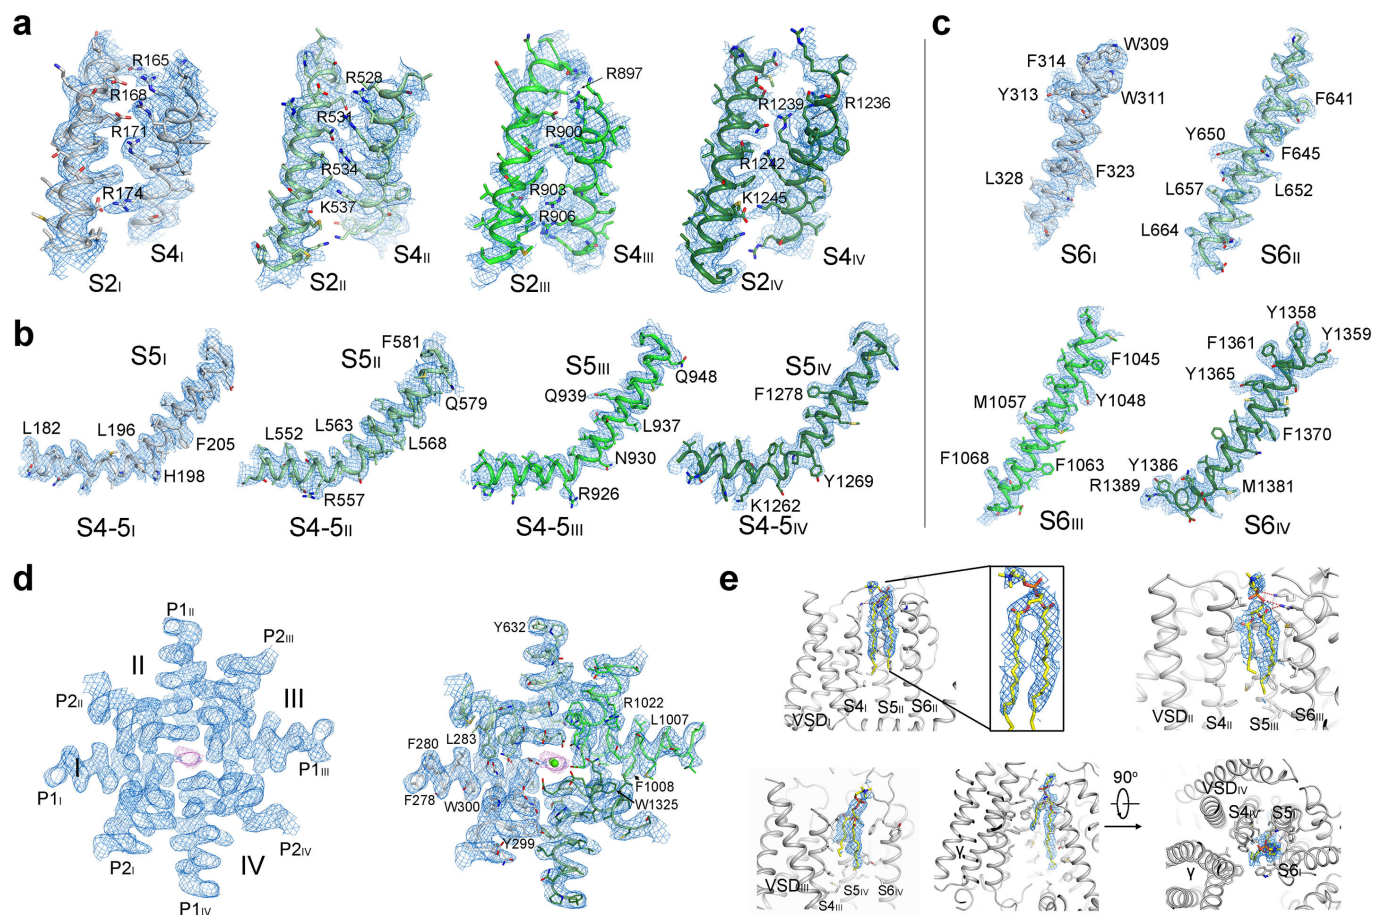 a
R165
R168
R171
R174
S2I
S4I
R528
R531
R534
K537
S2II
S4II
R897
R900
R903
R906
S2III
S4III
R1239
R1236
R1242
K1245
S2IV
S4IV
b
S5I
L182
L196
F205
H198
S4-5I
S5II
F581
Q579
L552
L563
L568
R557
S4-5II
S5III
Q948
Q939
L937
N930
R926
S4-5III
S5IV
F1278
Y1269
K1262
S4-5IV
c
W309
F314
Y313
W311
F323
L328
S6I
F641
Y650
F645
L657
L652
L664
S6II
F1045
M1057
Y1048
F1068
F1063
S6III
Y1358
F1361
Y1359
Y1365
F1370
Y1386
R1389
M1381
S6IV
d
P1II
P2III
II
III
P2II
I
P1III
P1I
P2IV
P2I
IV
P1IV
Y632
R1022
L1007
L283
F280
F1008
F278
W300
W1325
Y299
e
VSDI
S4I
S5II
S6II
VSDII
S4II
S5III
S6III
VSDIII
S4III
S5IV
S6IV
γ
90°
VSDIV
S4IV
S5I
γ
S6I